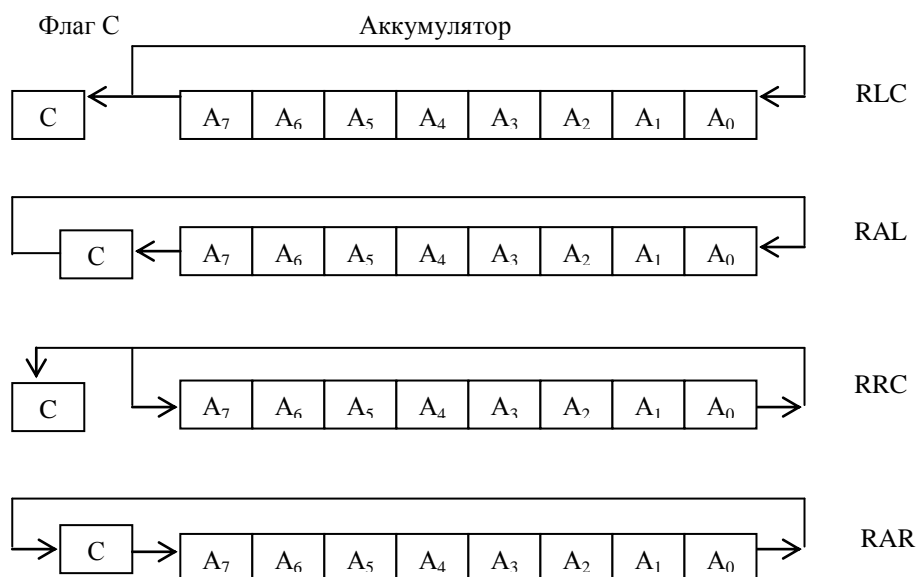 Флаг С Аккумулятор
C A₇ A₆ A₅ A₄ A₃ A₂ A₁ A₀ RLC
C A₇ A₆ A₅ A₄ A₃ A₂ A₁ A₀ RAL
C A₇ A₆ A₅ A₄ A₃ A₂ A₁ A₀ RRC
C A₇ A₆ A₅ A₄ A₃ A₂ A₁ A₀ RAR